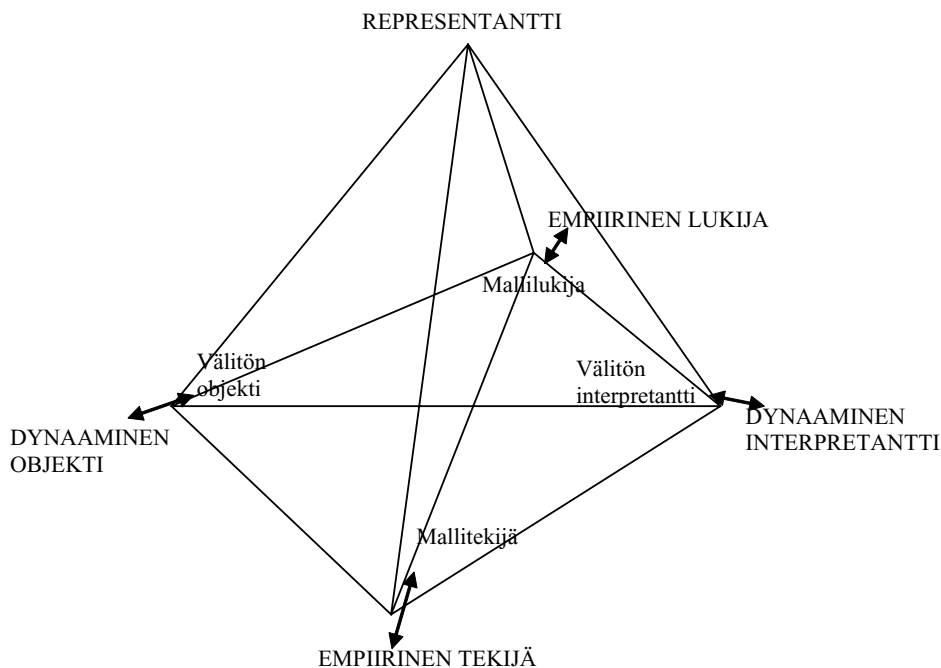 REPRESENTANTTI
EMPIIRINEN LUKIJA
Mallilukija
Välitön
objekti
Välitön
interpretantti
DYNAAMINEN
OBJEKTI
DYNAAMINEN
INTERPRETANTTI
Mallitekijä
EMPIIRINEN TEKIJÄ